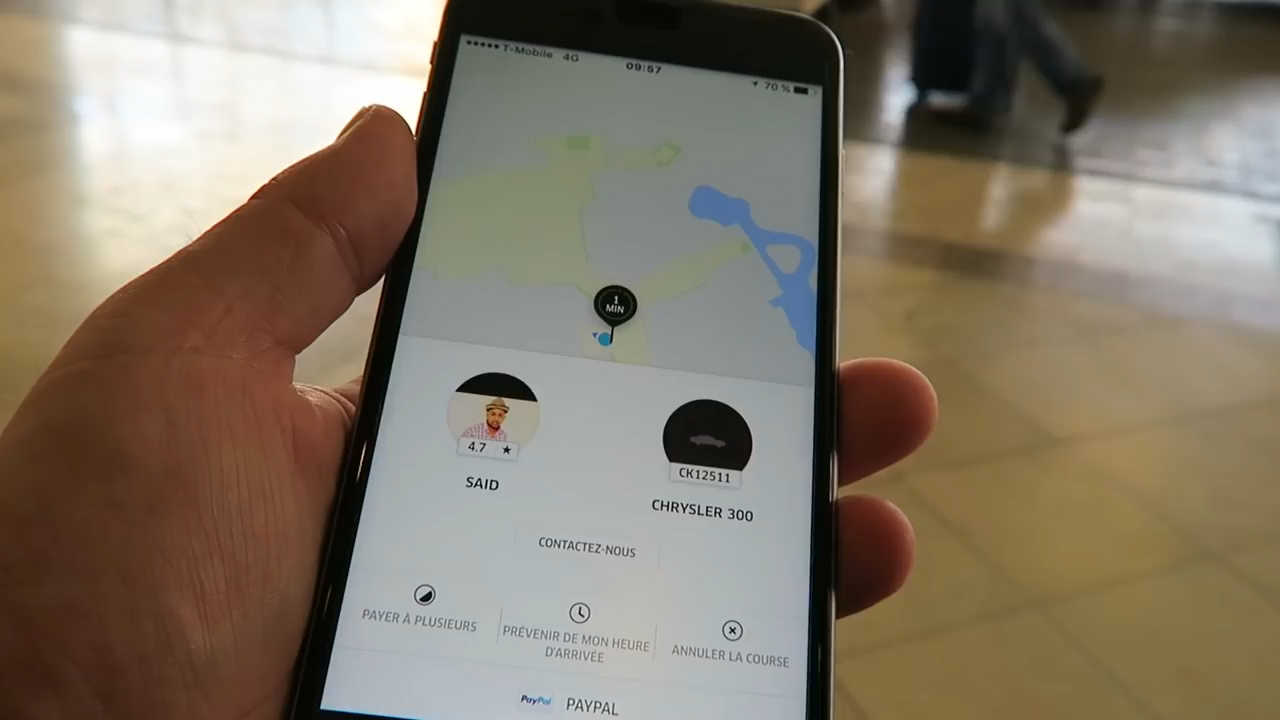 T-Mobile 4G 09:57 70 %
1
MIN
4.7 ★
CK12511
SAID
CHRYSLER 300
CONTACTEZ-NOUS
PAYER À PLUSIEURS
PRÉVENIR DE MON HEURE
D'ARRIVÉE
ANNULER LA COURSE
PayPal PAYPAL